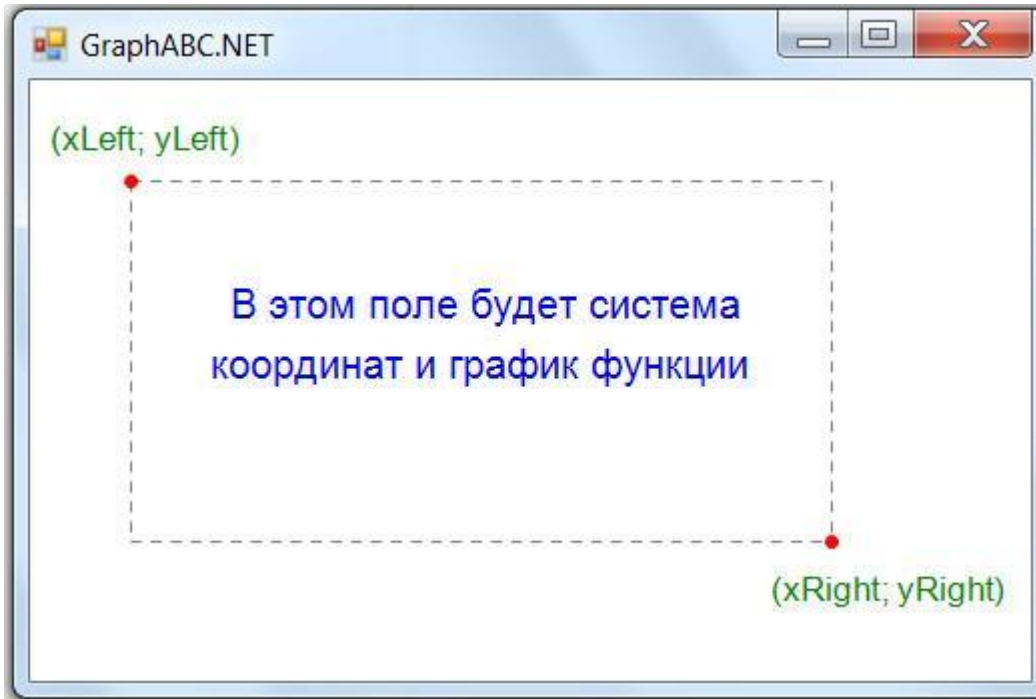 GraphABC.NET
(xLeft; yLeft)
В этом поле будет система
координат и график функции
(xRight; yRight)